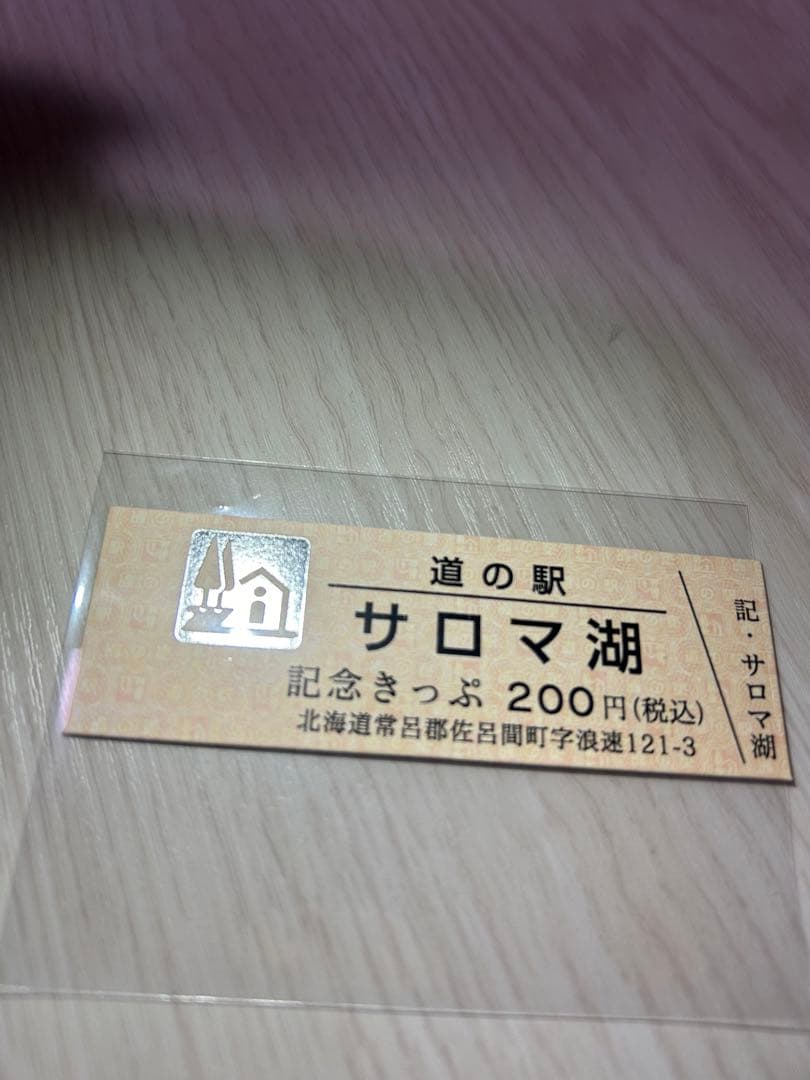 道の駅
サロマ湖
記念きっぷ 200円(税込)
北海道常呂郡佐呂間町字浪速121-3
記・サロマ湖